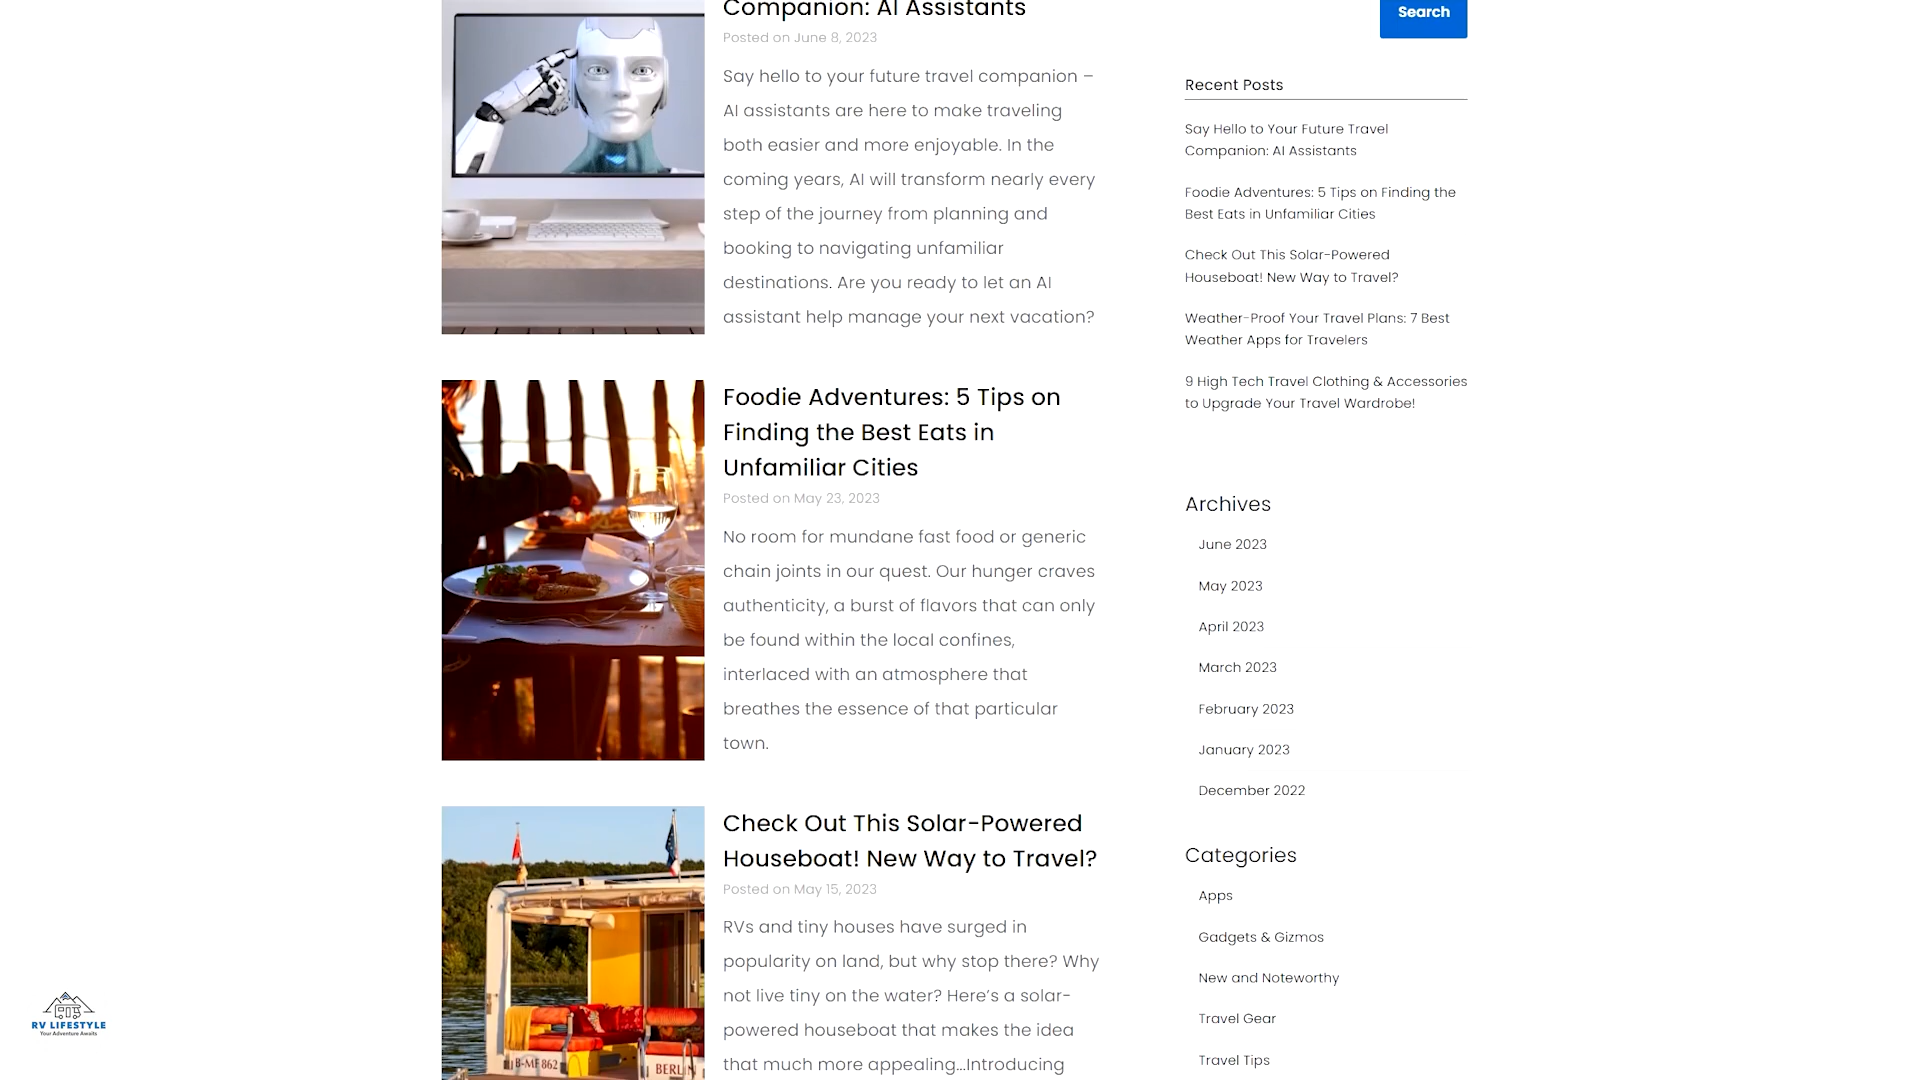 Companion: AI Assistants
Posted on June 8, 2023
Say hello to your future travel companion –
AI assistants are here to make traveling
both easier and more enjoyable. In the
coming years, AI will transform nearly every
step of the journey from planning and
booking to navigating unfamiliar
destinations. Are you ready to let an AI
assistant help manage your next vacation?
Foodie Adventures: 5 Tips on
Finding the Best Eats in
Unfamiliar Cities
Posted on May 23, 2023
No room for mundane fast food or generic
chain joints in our quest. Our hunger craves
authenticity, a burst of flavors that can only
be found within the local confines,
interlaced with an atmosphere that
breathes the essence of that particular
town.
Check Out This Solar-Powered
Houseboat! New Way to Travel?
Posted on May 15, 2023
RVs and tiny houses have surged in
popularity on land, but why stop there? Why
not live tiny on the water? Here's a solar-
powered houseboat that makes the idea
that much more appealing...Introducing
B-MF 862
BERLIN
Search
Recent Posts
Say Hello to Your Future Travel
Companion: AI Assistants
Foodie Adventures: 5 Tips on Finding the
Best Eats in Unfamiliar Cities
Check Out This Solar-Powered
Houseboat! New Way to Travel?
Weather-Proof Your Travel Plans: 7 Best
Weather Apps for Travelers
9 High Tech Travel Clothing & Accessories
to Upgrade Your Travel Wardrobe!
Archives
June 2023
May 2023
April 2023
March 2023
February 2023
January 2023
December 2022
Categories
Apps
Gadgets & Gizmos
New and Noteworthy
Travel Gear
Travel Tips
RV LIFESTYLE
Your Adventure Awaits